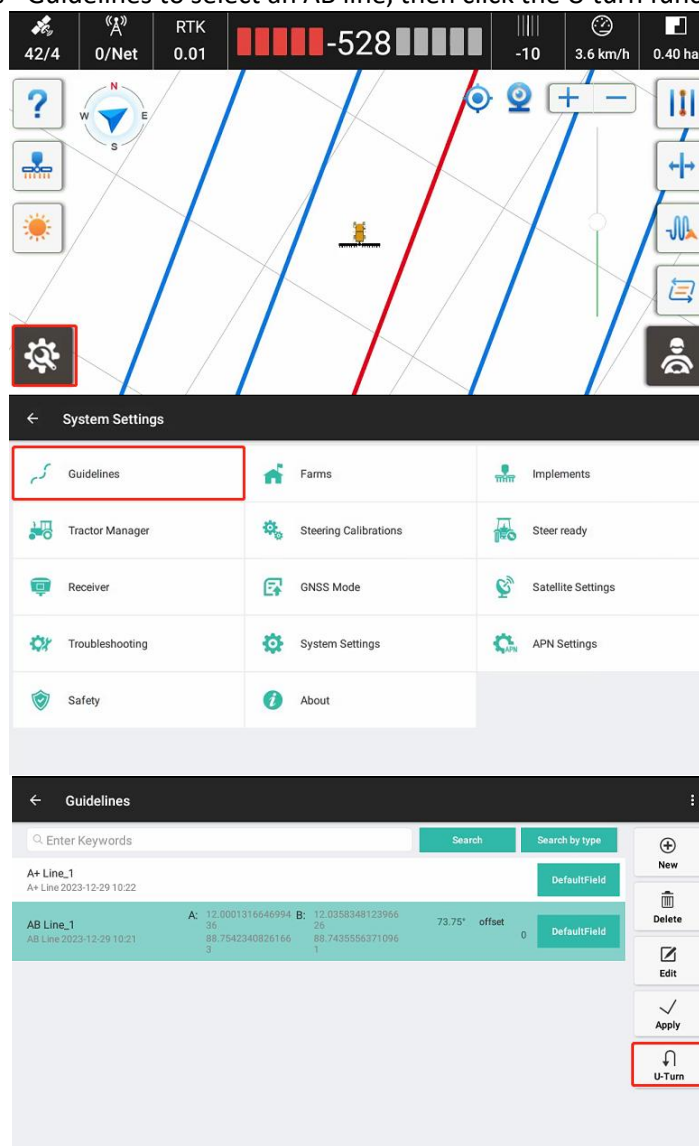 Guidelines to select an AB line, then click the U-turn
42/4 0/Net RTK 0.01 -528 -10 3.6 km/h 0.40 ha
N
W E
S
System Settings
Guidelines Farms Implements
Tractor Manager Steering Calibrations Steer ready
Receiver GNSS Mode Satellite Settings
Troubleshooting System Settings APN APN Settings
Safety About
Guidelines
Enter Keywords Search Search by type
New
A+ Line_1
A+ Line 2023-12-29 10:22
DefaultField
Delete
AB Line_1
AB Line 2023-12-29 10:21
A: 12.0001316646994
36
88.7542340826166
3
B: 12.0358348123966
26
88.7435556371096
1
73.75° offset
0
DefaultField
Edit
Apply
U-Turn